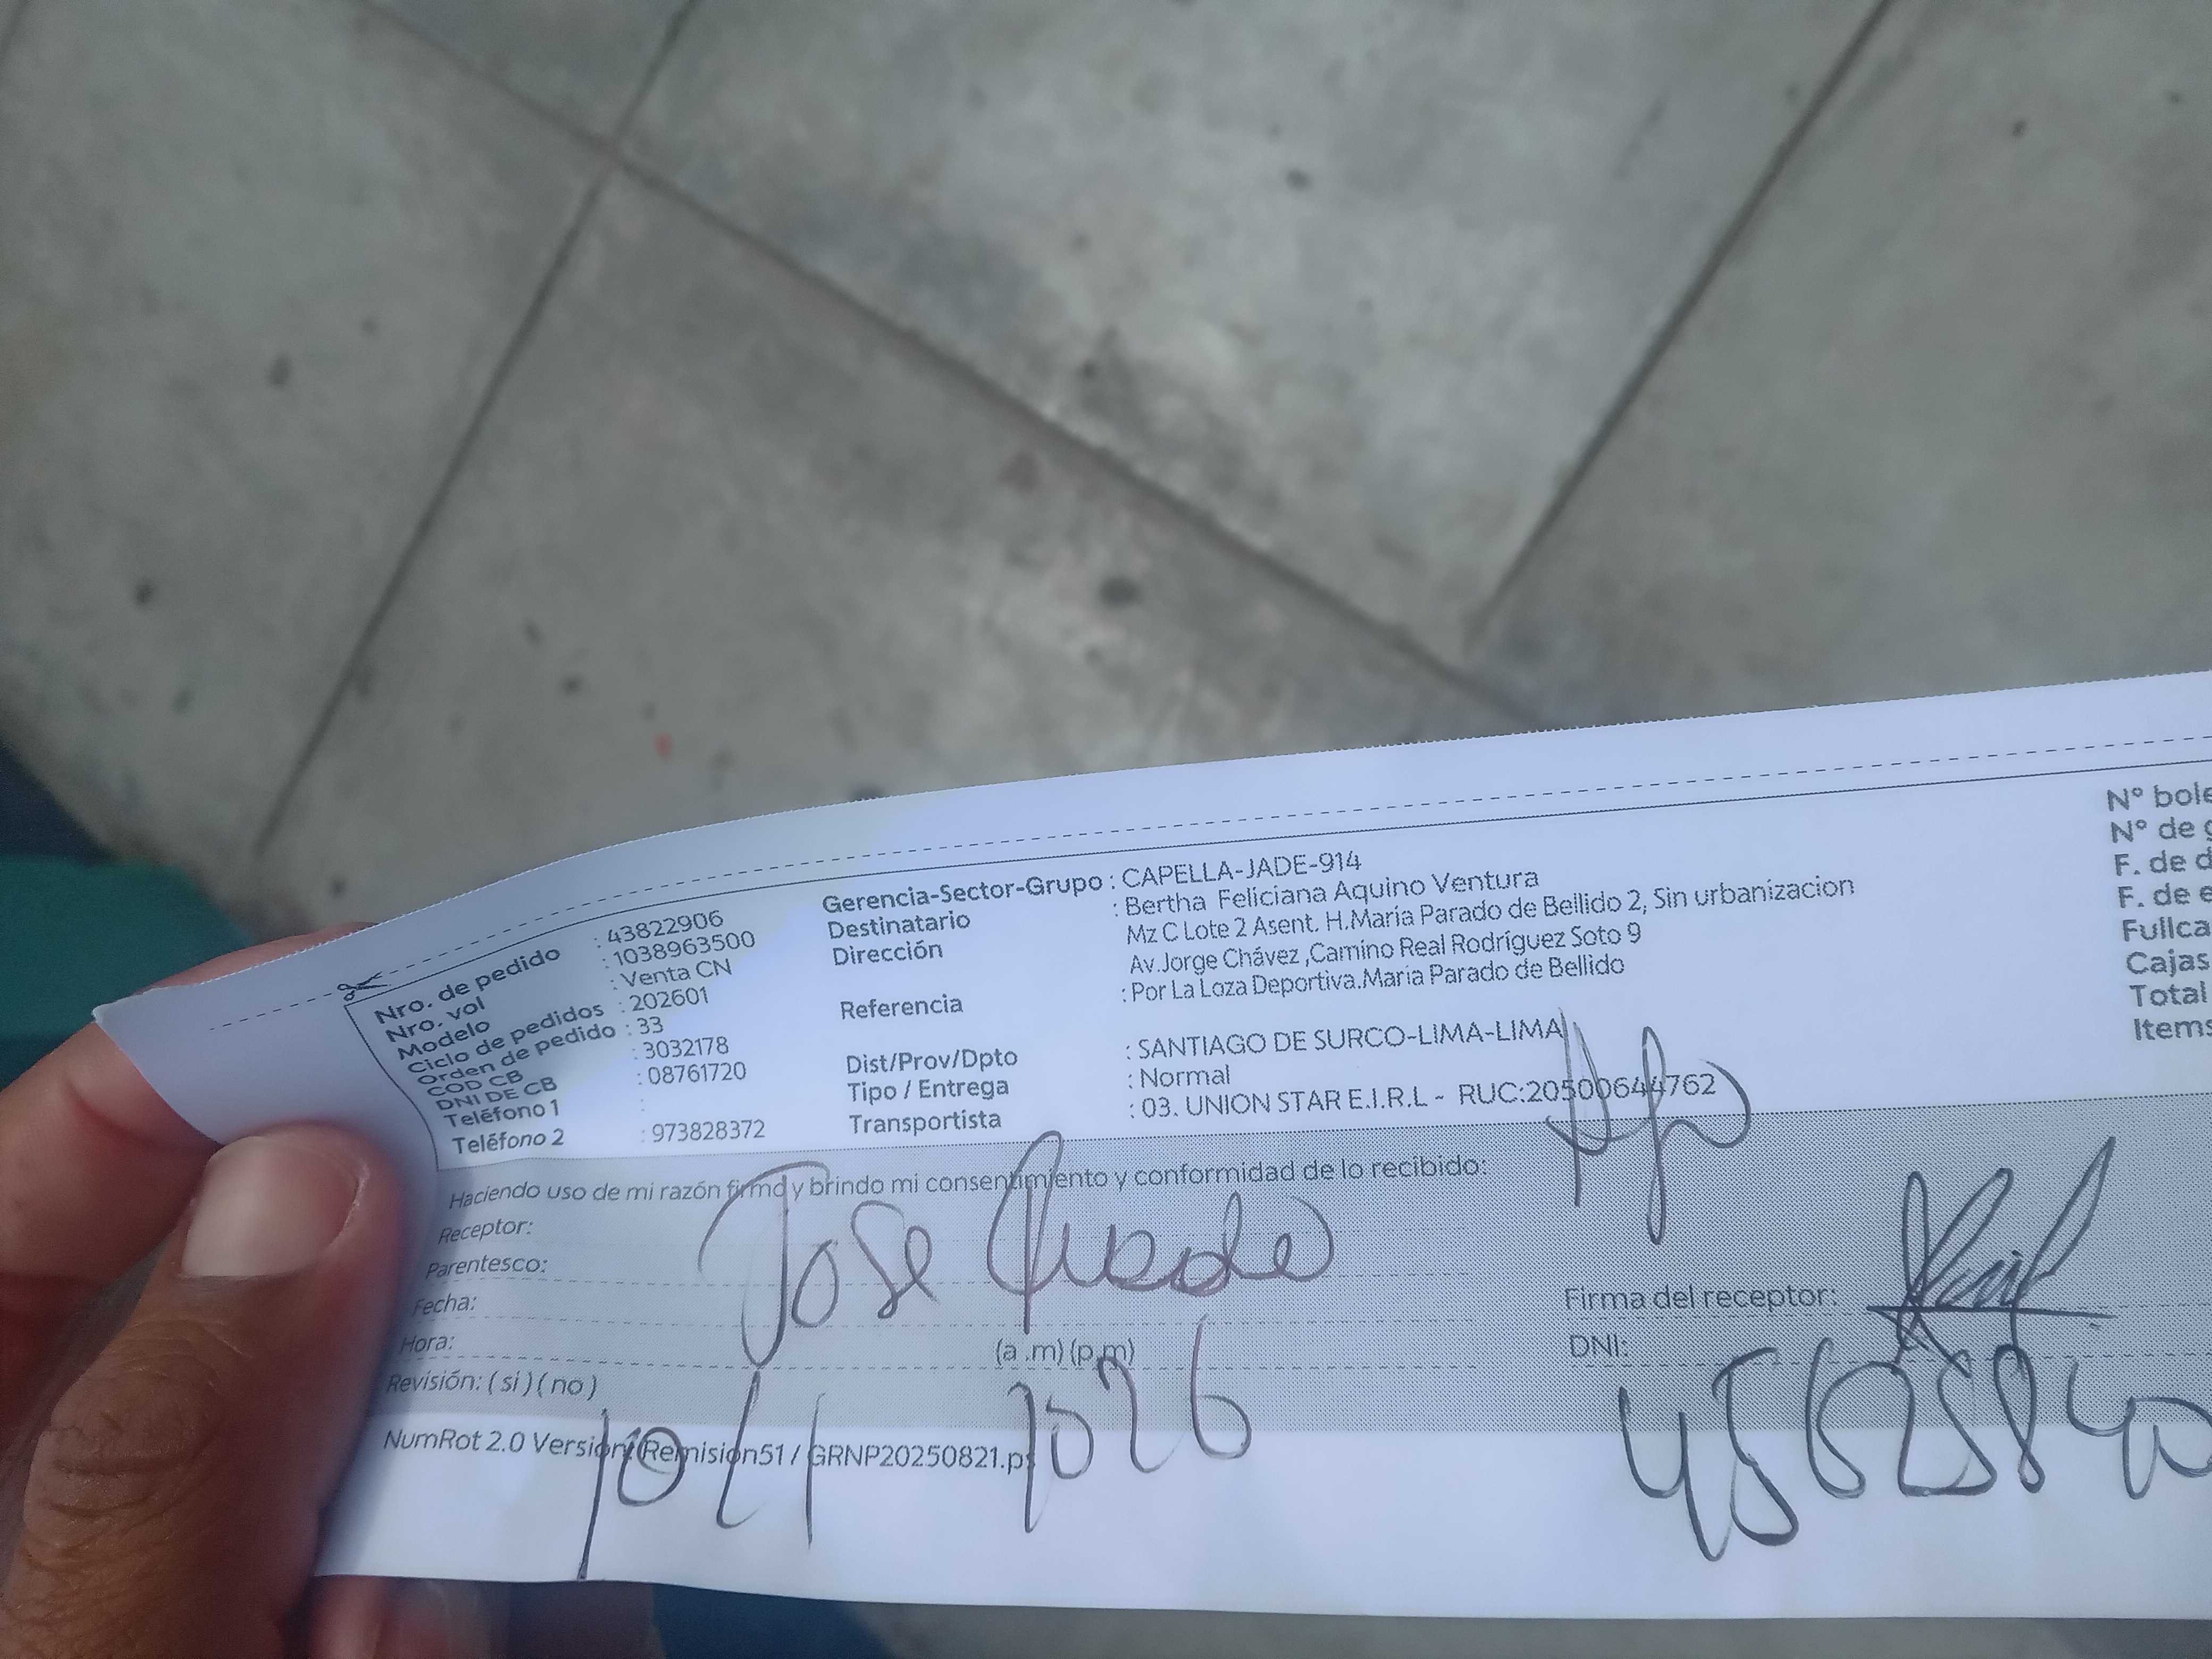 Nro. de pedido : 43822906
Nro. vol : 1038963500
Modelo : Venta CN
Ciclo de pedidos : 202601
Orden de pedido : 33
COD CB : 3032178
DNI DE CB : 08761720
Teléfono 1 :
Teléfono 2 : 973828372
Gerencia-Sector-Grupo : CAPELLA-JADE-914
Destinatario : Bertha Feliciana Aquino Ventura
Dirección Mz C Lote 2 Asent. H.María Parado de Bellido 2, Sin urbanizacion
Av.Jorge Chávez ,Camino Real Rodríguez Soto 9
Referencia : Por La Loza Deportiva.María Parado de Bellido
Dist/Prov/Dpto : SANTIAGO DE SURCO-LIMA-LIMA
Tipo / Entrega : Normal
Transportista : 03. UNION STAR E.I.R.L - RUC:20500644762
N° bole
N° de g
F. de d
F. de e
Fullca
Cajas
Total
Items
Haciendo uso de mi razón firmo y brindo mi consentimiento y conformidad de lo recibido:
Receptor:
Parentesco:
Jose
Fecha:
Hora: (a .m) (p.m)
Revisión: ( si ) ( no )
Firma del receptor:
DNI:
45625840
NumRot 2.0 Version: Remision51 / GRNP20250821.ps